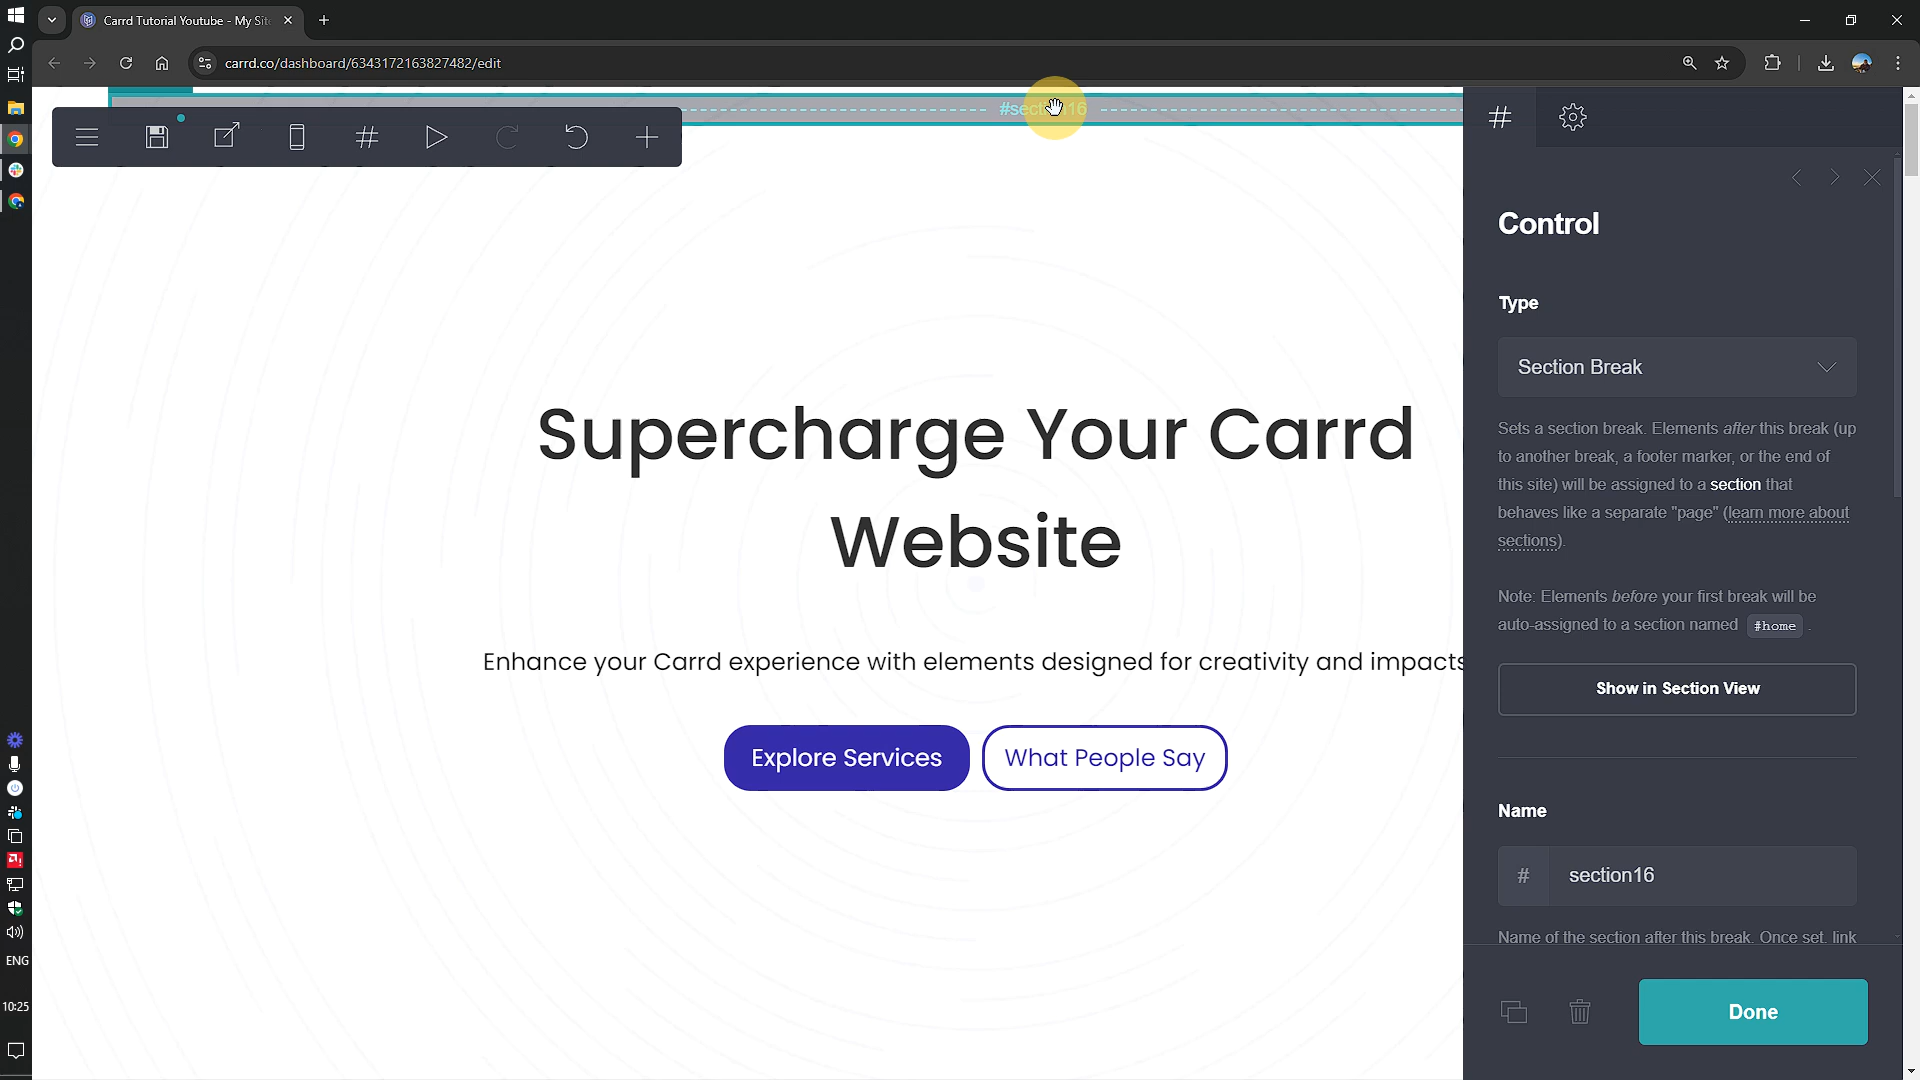 Carrd Tutorial Youtube - My Sit
carrd.co/dashboard/6343172163827482/edit
#section16
Control
Type
Section Break
Sets a section break. Elements after this break (up
to another break, a footer marker, or the end of
this site) will be assigned to a section that
behaves like a separate "page" (learn more about
sections).
Note: Elements before your first break will be
auto-assigned to a section named #home .
Show in Section View
Name
# section16
Name of the section after this break. Once set, link
Done
Supercharge Your Carrd
Website
Enhance your Carrd experience with elements designed for creativity and impacts
Explore Services
What People Say
ENG
10:25